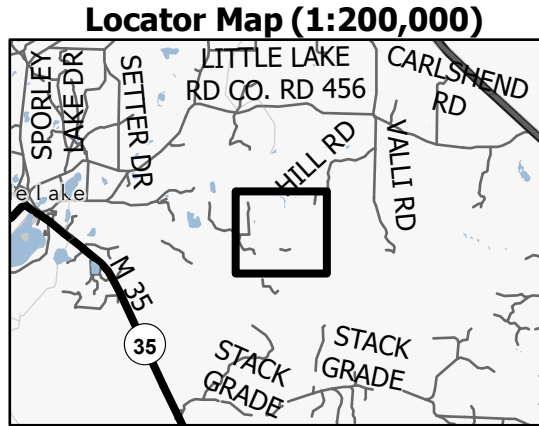 Locator Map (1:200,000)
SPORLEY
LAKE DR
SETTER DR
LITTLE LAKE
RD CO. RD 456
CARLSHEND
RD
HILL RD
VALLI RD
e Lake
M 35
35
STACK
GRADE
STACK
GRADE